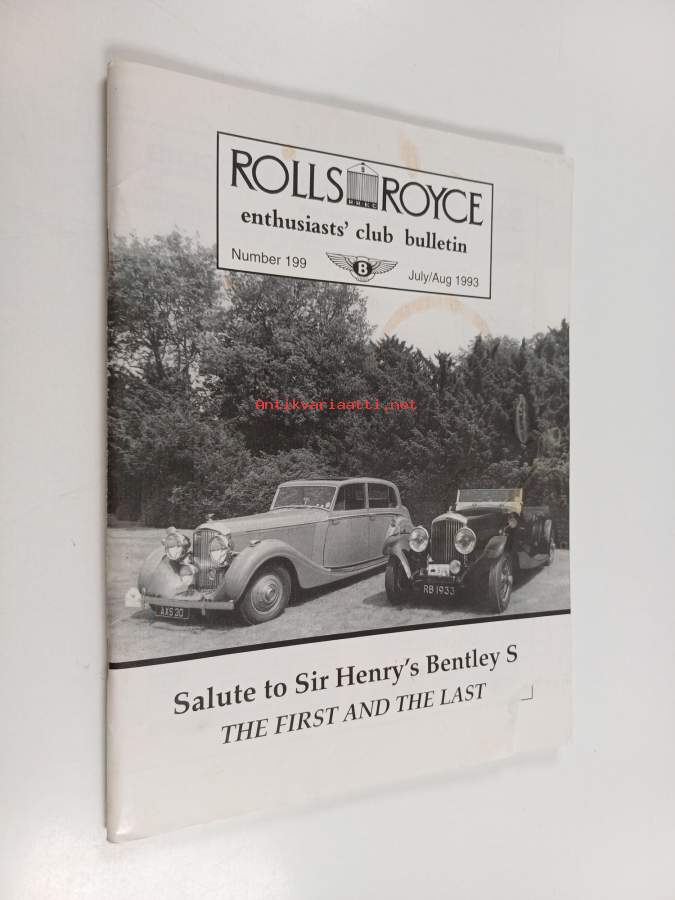 ROLLS ROYCE
R.R.E.C
enthusiasts' club bulletin
Number 199
B
July/Aug 1993
Antikvariaatti.net
AXS 30
RB 1933
Salute to Sir Henry's Bentley S
THE FIRST AND THE LAST